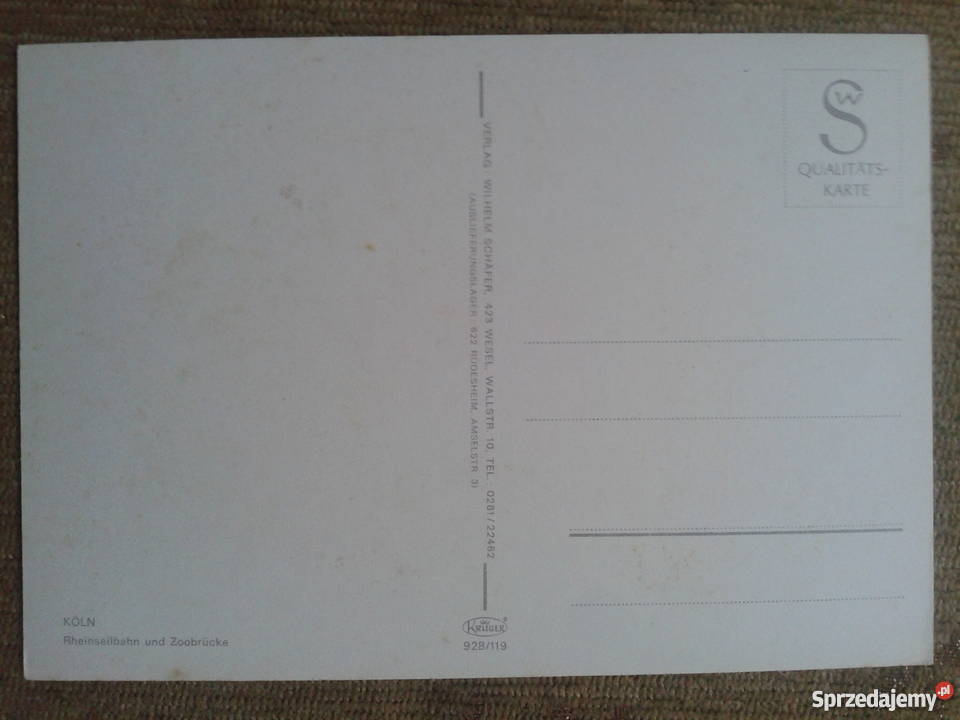 SW
QUALITÄTS-
KARTE
VERLAG WILHELM SCHÄFER, 423 WESEL, WALLSTR. 10, TEL. 0281/22462
(AUSLIEFERUNGSLAGER: 622 RÜDESHEIM, AMSELSTR. 3)
KÖLN
Rheinseilbahn und Zoobrücke
KRÜGER
928/119
Sprzedajemy.pl